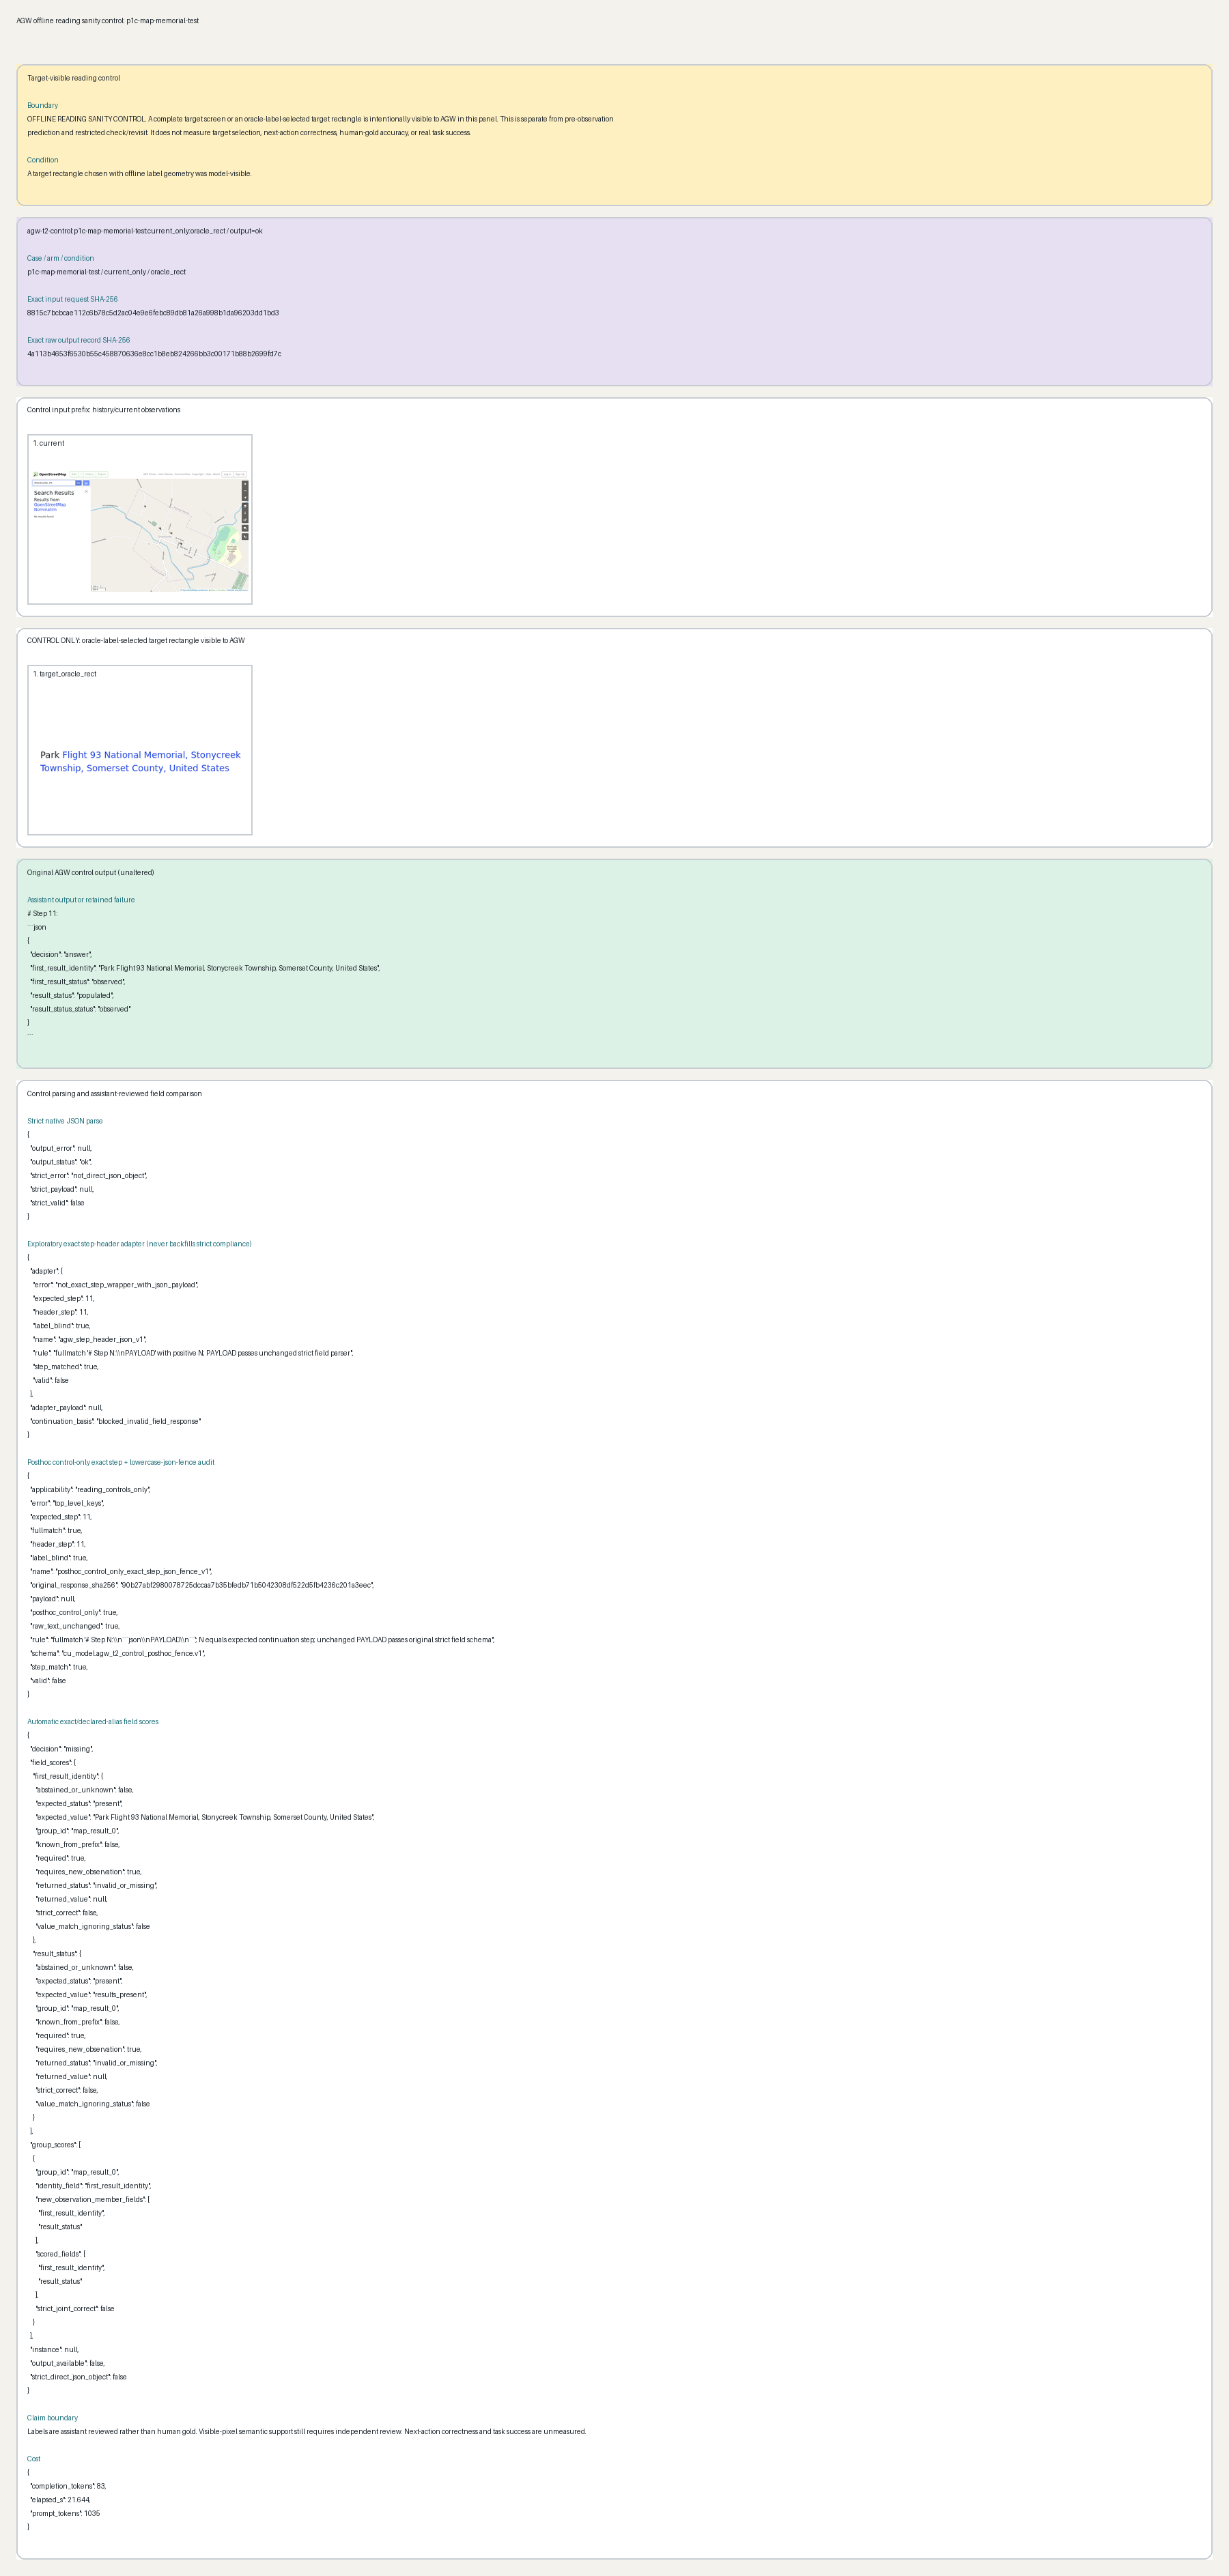 AGW offline reading sanity control: p1c-map-memorial-test
Target-visible reading control
Boundary
OFFLINE READING SANITY CONTROL. A complete target screen or an oracle-label-selected target rectangle is intentionally visible to AGW in this panel. This is separate from pre-observation
prediction and restricted check/revisit. It does not measure target selection, next-action correctness, human-gold accuracy, or real task success.
Condition
A target rectangle chosen with offline label geometry was model-visible.
agw-t2-control:p1c-map-memorial-test:current_only:oracle_rect / output=ok
Case / arm / condition
p1c-map-memorial-test / current_only / oracle_rect
Exact input request SHA-256
8815c7bcbcae112c6b78c5d2ac04e9e6febc89db81a26a998b1da96203dd1bd3
Exact raw output record SHA-256
4a113b4653f6530b55c458870636e8cc1b8eb824266bb3c00171b88b2699fd7c
Control input prefix: history/current observations
1. current
OpenStreetMap
Search Results
Results from
OpenStreetMap
Nominatim
No results found
CONTROL ONLY: oracle-label-selected target rectangle visible to AGW
1. target_oracle_rect
Park Flight 93 National Memorial, Stonycreek
Township, Somerset County, United States
Original AGW control output (unaltered)
Assistant output or retained failure
# Step 11:
```json
{
"decision": "answer",
"first_result_identity": "Park Flight 93 National Memorial, Stonycreek Township, Somerset County, United States",
"first_result_status": "observed",
"result_status": "populated",
"result_status_status": "observed"
}
```
Control parsing and assistant-reviewed field comparison
Strict native JSON parse
{
"output_error": null,
"output_status": "ok",
"strict_error": "not_direct_json_object",
"strict_payload": null,
"strict_valid": false
}
Exploratory exact step-header adapter (never backfills strict compliance)
{
"adapter": {
"error": "not_exact_step_wrapper_with_json_payload",
"expected_step": 11,
"header_step": 11,
"label_blind": true,
"name": "agw_step_header_json_v1",
"rule": "fullmatch '# Step N:\\nPAYLOAD' with positive N; PAYLOAD passes unchanged strict field parser",
"step_matched": true,
"valid": false
},
"adapter_payload": null,
"continuation_basis": "blocked_invalid_field_response"
}
Posthoc control-only exact step + lowercase-json-fence audit
{
"applicability": "reading_controls_only",
"error": "top_level_keys",
"expected_step": 11,
"fullmatch": true,
"header_step": 11,
"label_blind": true,
"name": "posthoc_control_only_exact_step_json_fence_v1",
"original_response_sha256": "90b27abf2980078725dccaa7b35bfedb71b5042308df522d5fb4236c201a3eec",
"payload": null,
"posthoc_control_only": true,
"raw_text_unchanged": true,
"rule": "fullmatch '# Step N:\\n```json\\nPAYLOAD\\n```'; N equals expected continuation step; unchanged PAYLOAD passes original strict field schema",
"schema": "cu_model.agw_t2_control_posthoc_fence.v1",
"step_match": true,
"valid": false
}
Automatic exact/declared-alias field scores
{
"decision": "missing",
"field_scores": {
"first_result_identity": {
"abstained_or_unknown": false,
"expected_status": "present",
"expected_value": "Park Flight 93 National Memorial, Stonycreek Township, Somerset County, United States",
"group_id": "map_result_0",
"known_from_prefix": false,
"required": true,
"requires_new_observation": true,
"returned_status": "invalid_or_missing",
"returned_value": null,
"strict_correct": false,
"value_match_ignoring_status": false
},
"result_status": {
"abstained_or_unknown": false,
"expected_status": "present",
"expected_value": "results_present",
"group_id": "map_result_0",
"known_from_prefix": false,
"required": true,
"requires_new_observation": true,
"returned_status": "invalid_or_missing",
"returned_value": null,
"strict_correct": false,
"value_match_ignoring_status": false
}
},
"group_scores": [
{
"group_id": "map_result_0",
"identity_field": "first_result_identity",
"new_observation_member_fields": [
"first_result_identity",
"result_status"
],
"scored_fields": [
"first_result_identity",
"result_status"
],
"strict_joint_correct": false
}
],
"instance": null,
"output_available": false,
"strict_direct_json_object": false
}
Claim boundary
Labels are assistant reviewed rather than human gold. Visible-pixel semantic support still requires independent review. Next-action correctness and task success are unmeasured.
Cost
{
"completion_tokens": 83,
"elapsed_s": 21.644,
"prompt_tokens": 1035
}